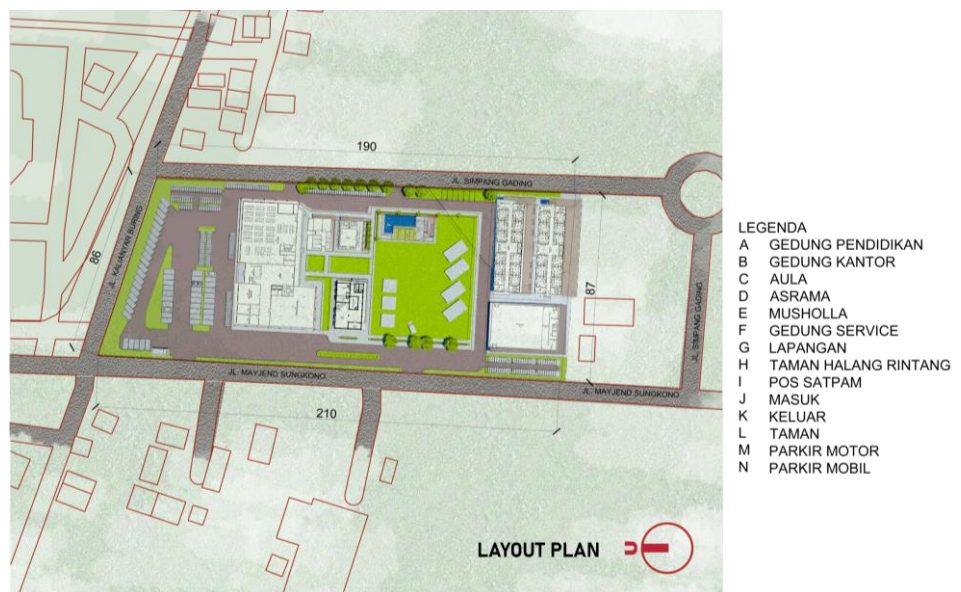 190
JL. SIMPANG GADING
JL. KALIANYAR BURING
86
87
JL. SIMPANG GADING
JL. MAYJEND SUNGKONO
JL. MAYJEND SUNGKONO
210
LAYOUT PLAN
U
LEGENDA
A GEDUNG PENDIDIKAN
B GEDUNG KANTOR
C AULA
D ASRAMA
E MUSHOLLA
F GEDUNG SERVICE
G LAPANGAN
H TAMAN HALANG RINTANG
I POS SATPAM
J MASUK
K KELUAR
L TAMAN
M PARKIR MOTOR
N PARKIR MOBIL